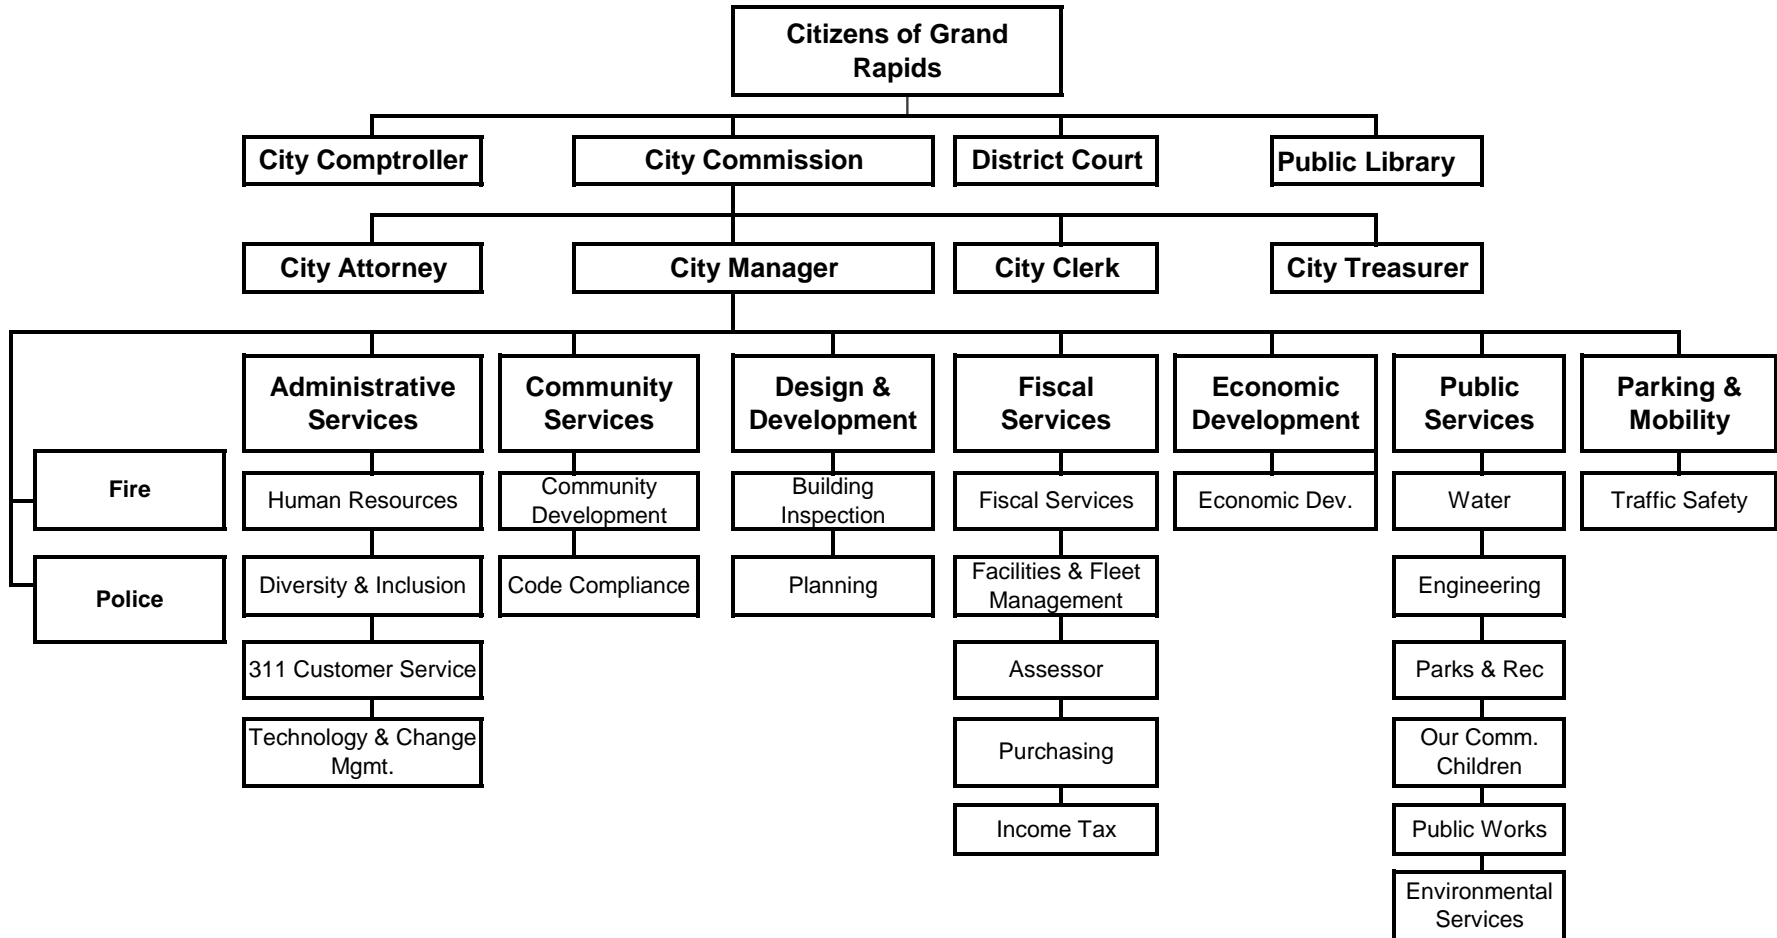 Citizens of Grand
Rapids
City Comptroller
City Commission
District Court
Public Library
City Attorney
City Manager
City Clerk
City Treasurer
Administrative
Services
Community
Services
Design &
Development
Fiscal
Services
Economic
Development
Public
Services
Parking &
Mobility
Fire
Human Resources
Community
Development
Building
Inspection
Fiscal Services
Economic Dev.
Water
Traffic Safety
Police
Diversity & Inclusion
Code Compliance
Planning
Facilities & Fleet
Management
Engineering
311 Customer Service
Assessor
Parks & Rec
Technology & Change
Mgmt.
Purchasing
Our Comm.
Children
Income Tax
Public Works
Environmental
Services